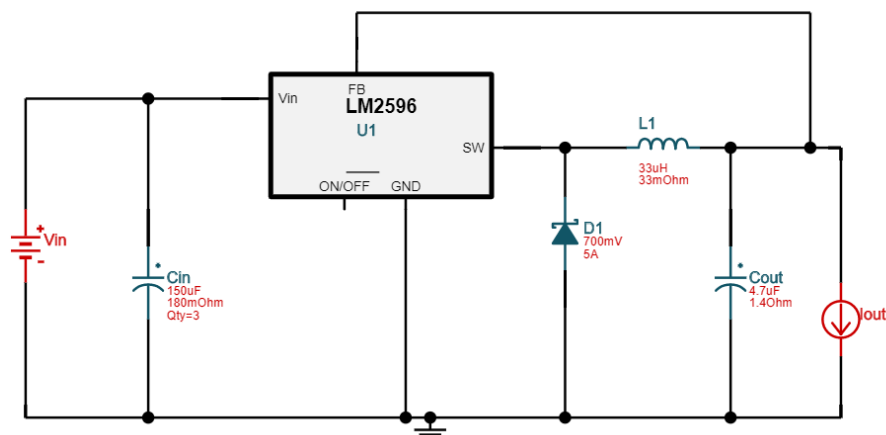 FB
Vin
LM2596
U1
SW
ON/OFF
GND
L1
33uH
33mOhm
D1
700mV
5A
+
Vin
-
Cin
150uF
180mOhm
Qty=3
Cout
4.7uF
1.4Ohm
Iout